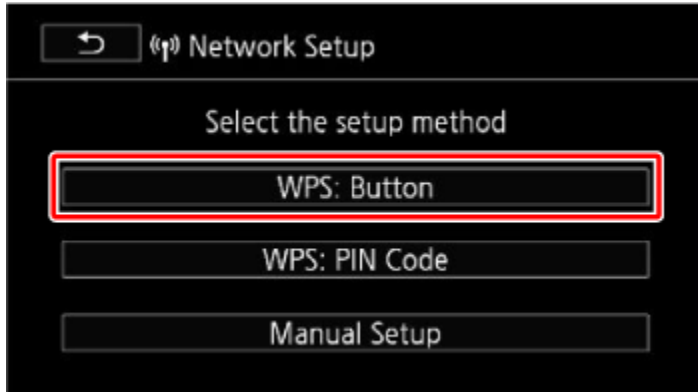 Network Setup
Select the setup method
WPS: Button
WPS: PIN Code
Manual Setup